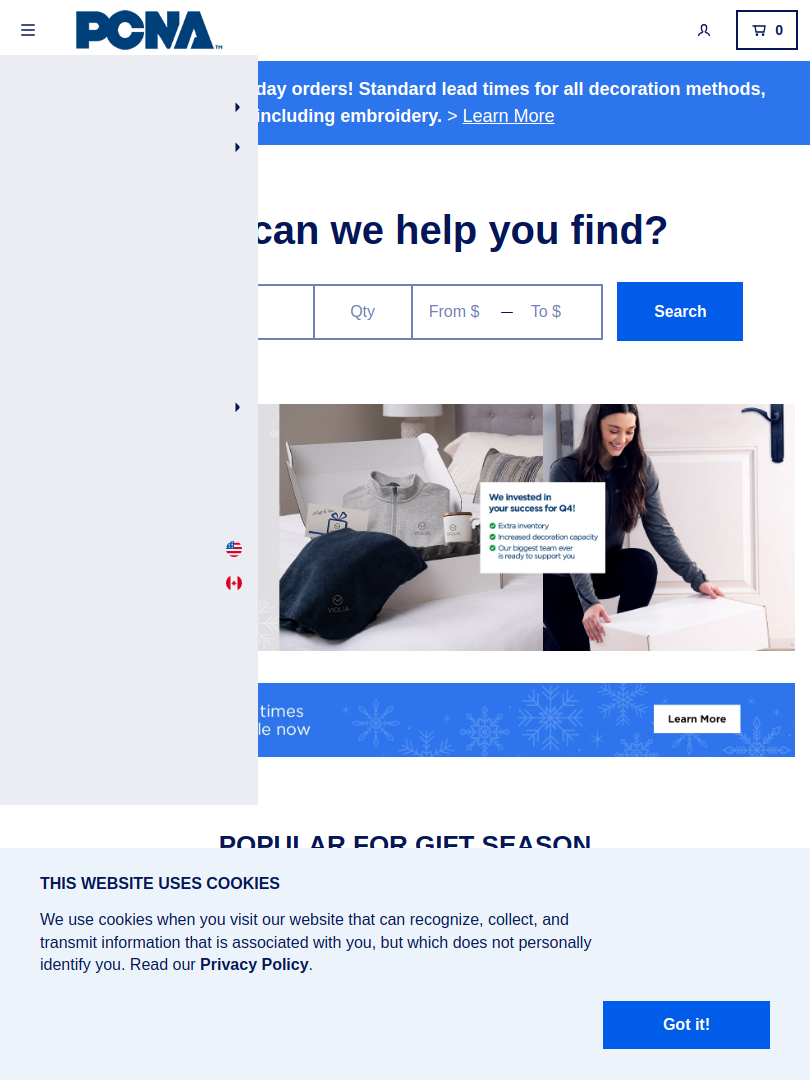 PCNA
0
day orders! Standard lead times for all decoration methods,
including embroidery. > Learn More
can we help you find?
Qty
From $ — To $
Search
We invested in
your success for Q4!
Extra inventory
Increased decoration capacity
Our biggest team ever
is ready to support you
VIOLIA
VIOLIA
VIOLIA
times
le now
Learn More
POPULAR FOR GIFT SEASON
THIS WEBSITE USES COOKIES
We use cookies when you visit our website that can recognize, collect, and
transmit information that is associated with you, but which does not personally
identify you. Read our Privacy Policy.
Got it!